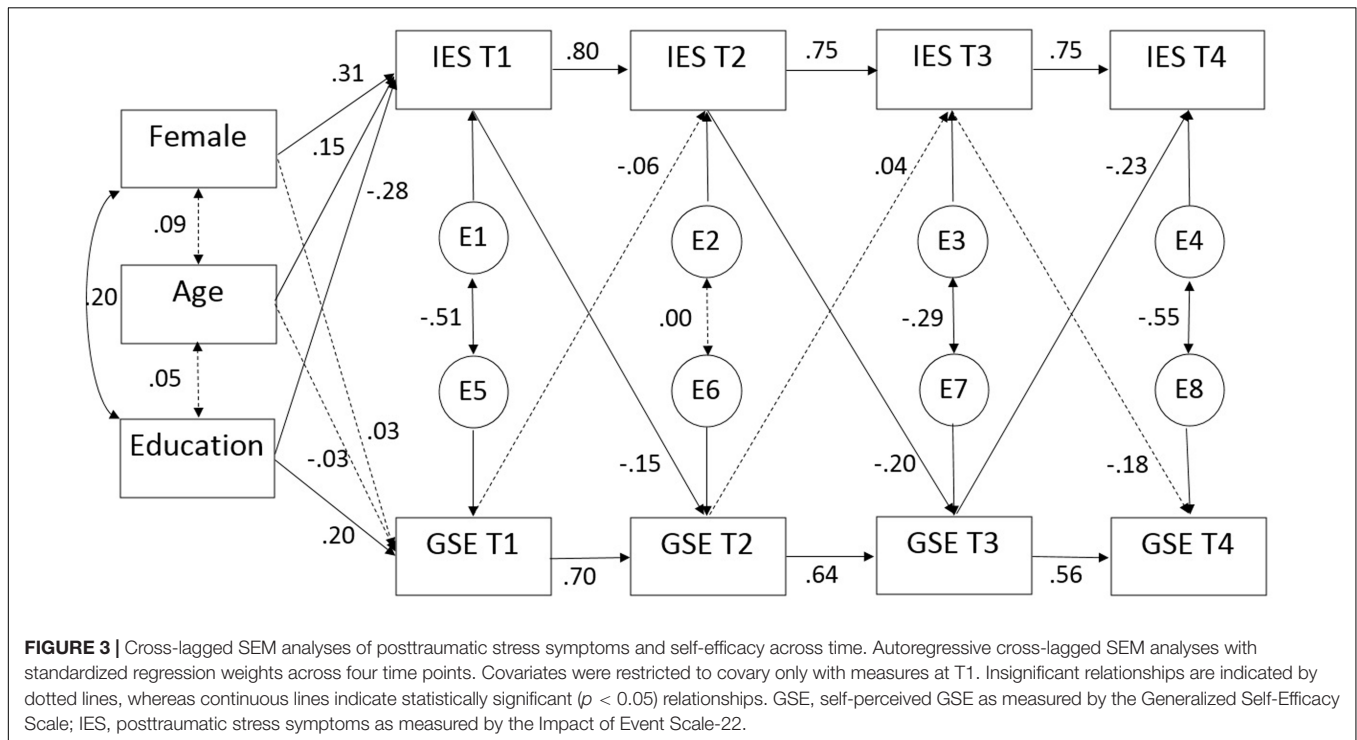 IES T1
.80
IES T2
.75
IES T3
.75
IES T4
.31
Female
.15
-.06
.04
-.23
-.28
.09
E1
E2
E3
E4
.20
Age
-.51
.00
-.29
-.55
.05
E5
E6
E7
E8
Education
.03
-.03
-.15
-.20
-.18
.20
GSE T1
GSE T2
GSE T3
GSE T4
.70
.64
.56
FIGURE 3 | Cross-lagged SEM analyses of posttraumatic stress symptoms and self-efficacy across time. Autoregressive cross-lagged SEM analyses with
standardized regression weights across four time points. Covariates were restricted to covary only with measures at T1. Insignificant relationships are indicated by
dotted lines, whereas continuous lines indicate statistically significant (p < 0.05) relationships. GSE, self-perceived GSE as measured by the Generalized Self-Efficacy
Scale; IES, posttraumatic stress symptoms as measured by the Impact of Event Scale-22.